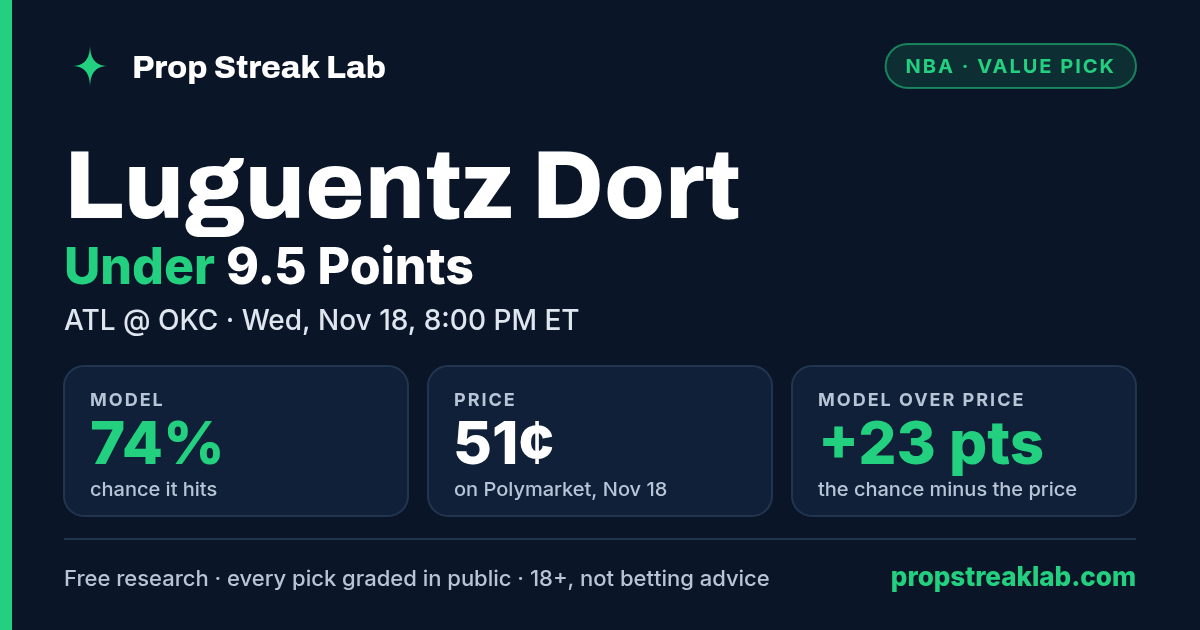 Prop Streak Lab
NBA · VALUE PICK
Luguentz Dort
Under 9.5 Points
ATL @ OKC · Wed, Nov 18, 8:00 PM ET
MODEL
74%
chance it hits
PRICE
51¢
on Polymarket, Nov 18
MODEL OVER PRICE
+23 pts
the chance minus the price
Free research · every pick graded in public · 18+, not betting advice
propstreaklab.com